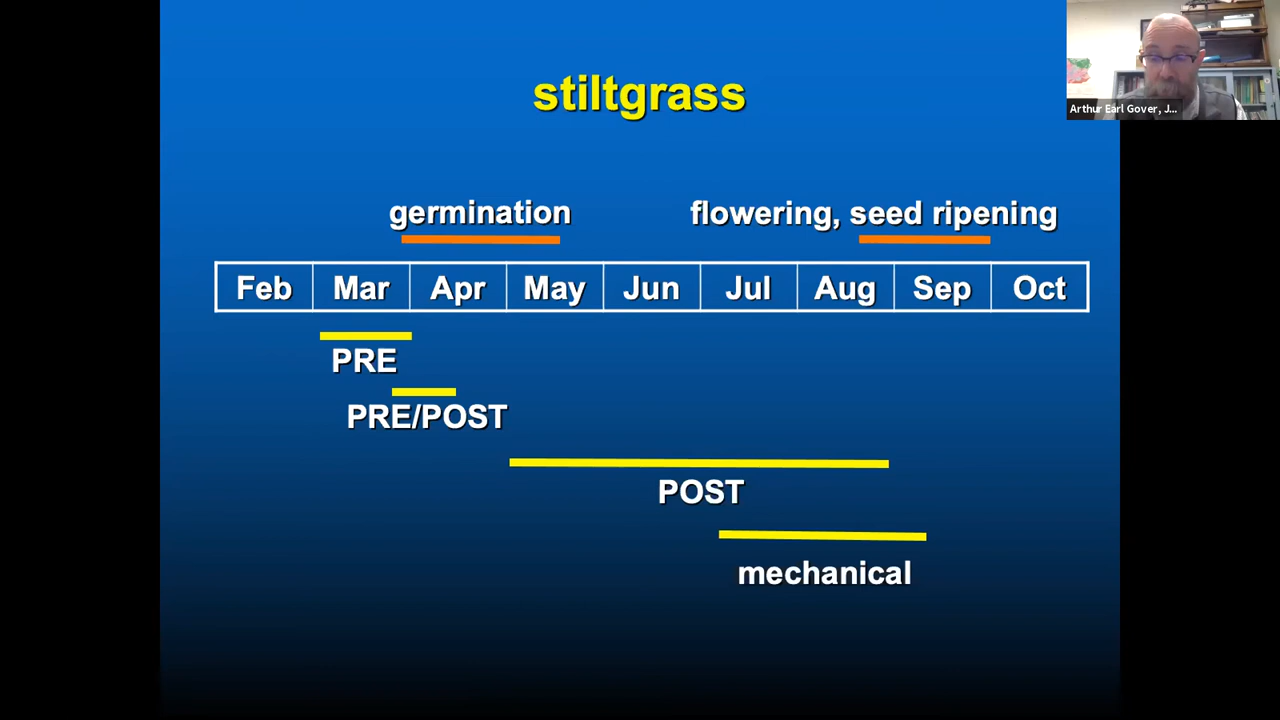 Arthur Earl Gover, J...
stiltgrass
germination
flowering, seed ripening
Feb Mar Apr May Jun Jul Aug Sep Oct
PRE
PRE/POST
POST
mechanical